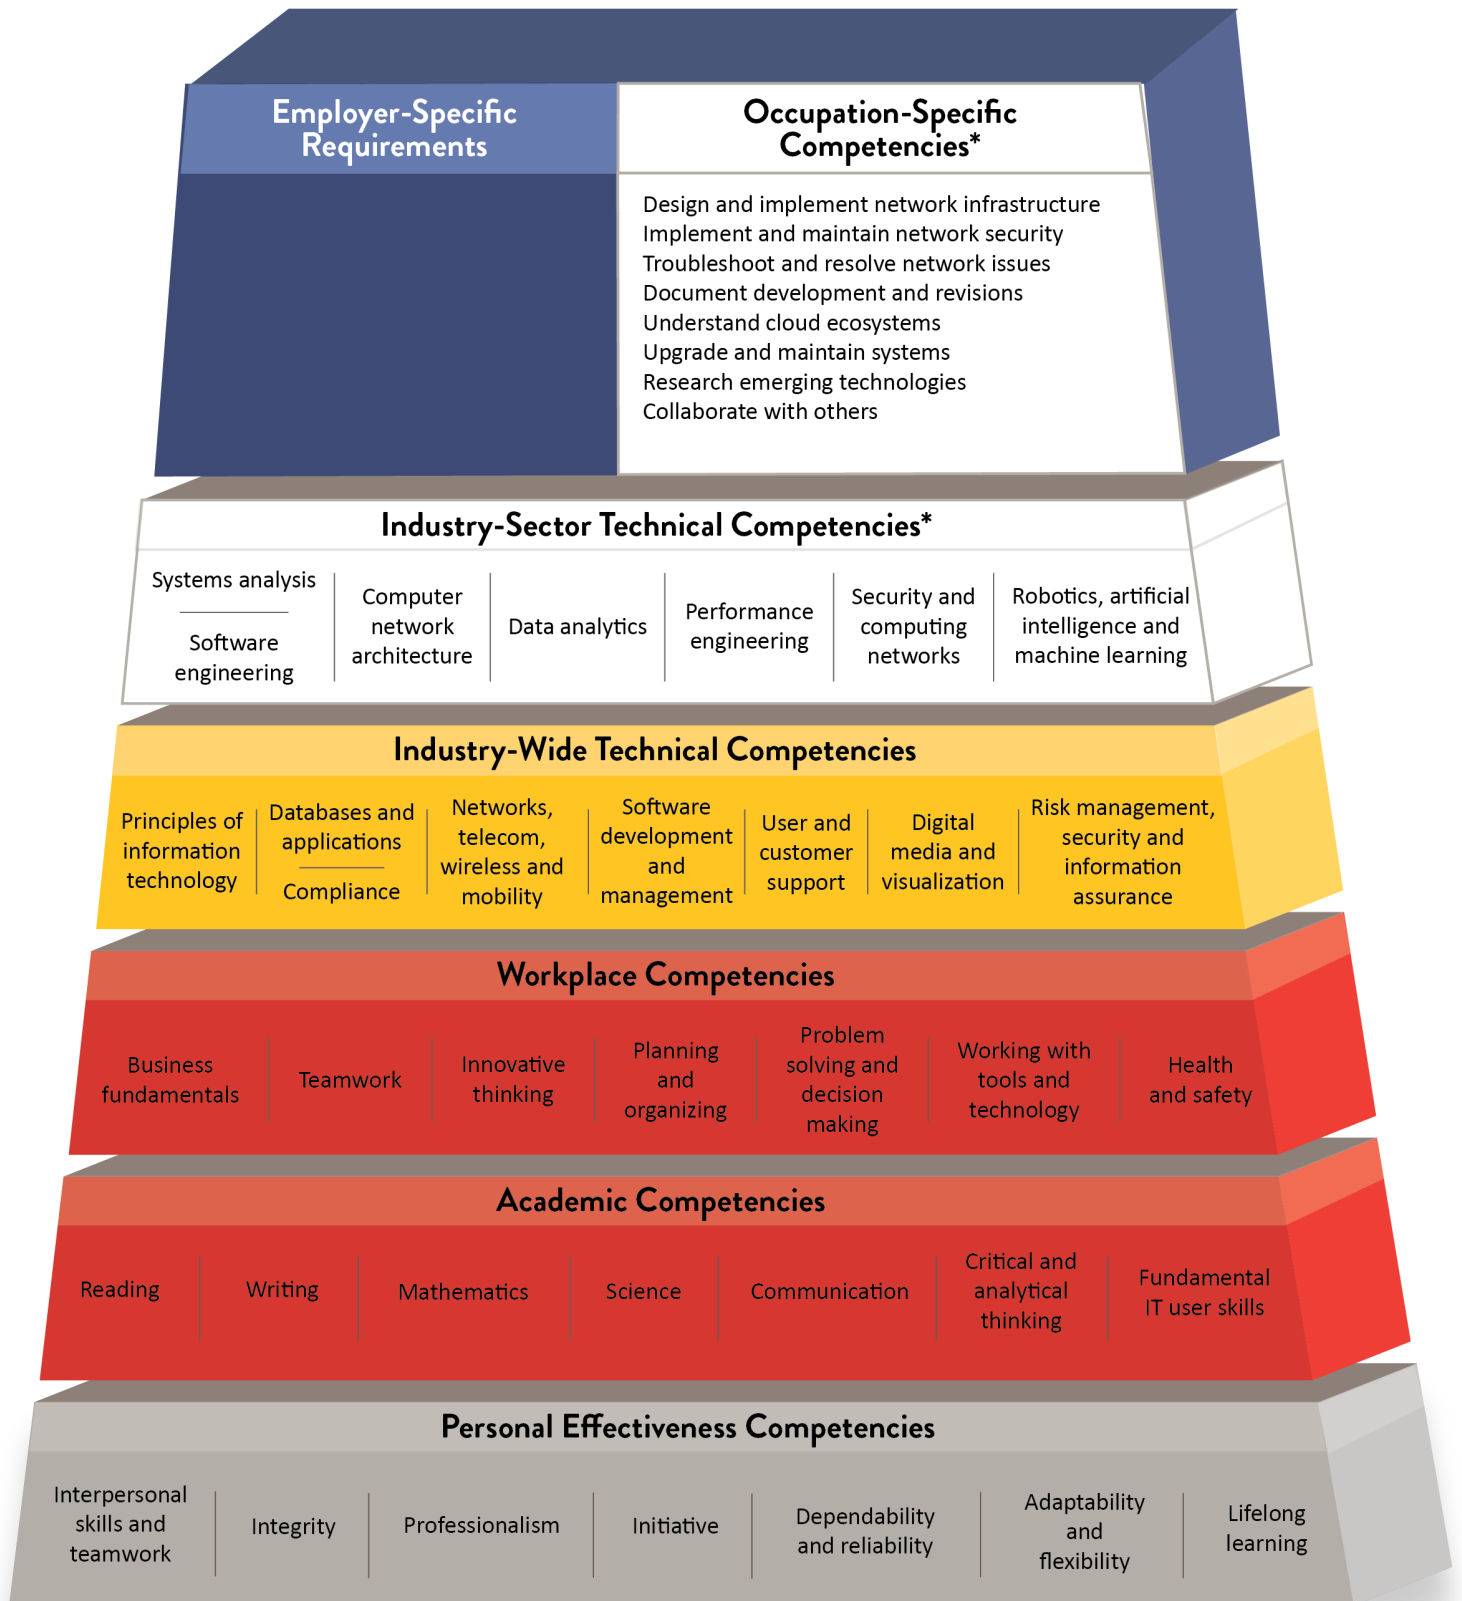 Employer-Specific
Requirements
Occupation-Specific
Competencies*
Design and implement network infrastructure
Implement and maintain network security
Troubleshoot and resolve network issues
Document development and revisions
Understand cloud ecosystems
Upgrade and maintain systems
Research emerging technologies
Collaborate with others
Industry-Sector Technical Competencies*
Systems analysis
Software
engineering
Computer
network
architecture
Data analytics
Performance
engineering
Security and
computing
networks
Robotics, artificial
intelligence and
machine learning
Industry-Wide Technical Competencies
Principles of
information
technology
Databases and
applications
Compliance
Networks,
telecom,
wireless and
mobility
Software
development
and
management
User and
customer
support
Digital
media and
visualization
Risk management,
security and
information
assurance
Workplace Competencies
Business
fundamentals
Teamwork
Innovative
thinking
Planning
and
organizing
Problem
solving and
decision
making
Working with
tools and
technology
Health
and safety
Academic Competencies
Reading
Writing
Mathematics
Science
Communication
Critical and
analytical
thinking
Fundamental
IT user skills
Personal Effectiveness Competencies
Interpersonal
skills and
teamwork
Integrity
Professionalism
Initiative
Dependability
and reliability
Adaptability
and
flexibility
Lifelong
learning